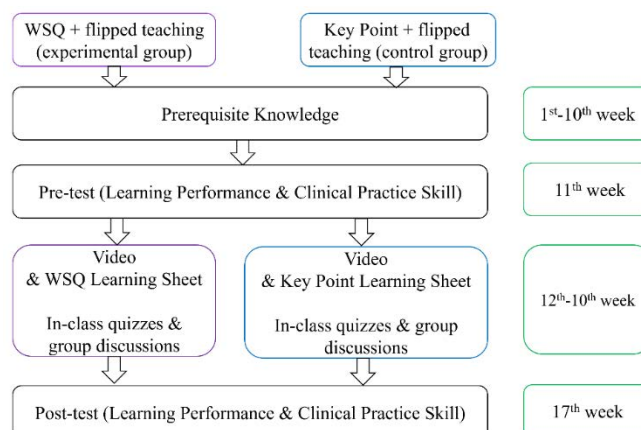 WSQ + flipped teaching
(experimental group)
Key Point + flipped
teaching (control group)
Prerequisite Knowledge
1st-10th week
Pre-test (Learning Performance & Clinical Practice Skill)
11th week
Video
& WSQ Learning Sheet
In-class quizzes &
group discussions
Video
& Key Point Learning Sheet
In-class quizzes & group
discussions
12th-10th week
Post-test (Learning Performance & Clinical Practice Skill)
17th week